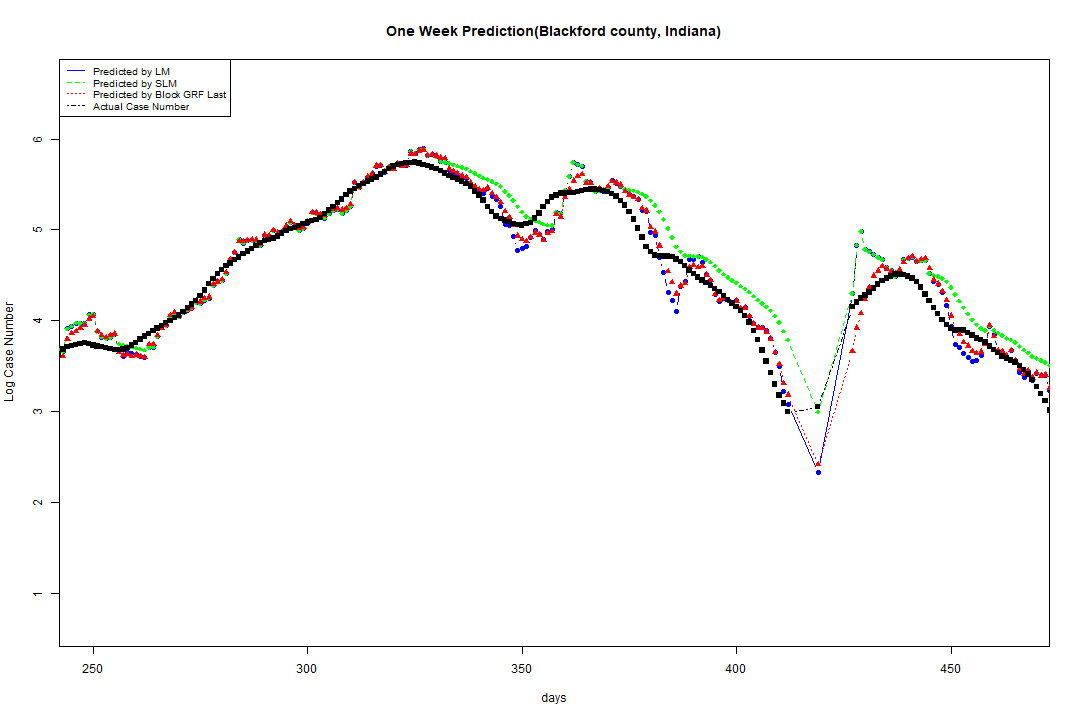 One Week Prediction(Blackford county, Indiana)
Predicted by LM
Predicted by SLM
Predicted by Block GRF Last
Actual Case Number
Log Case Number
6
5
4
3
2
1
250 300 350 400 450
days